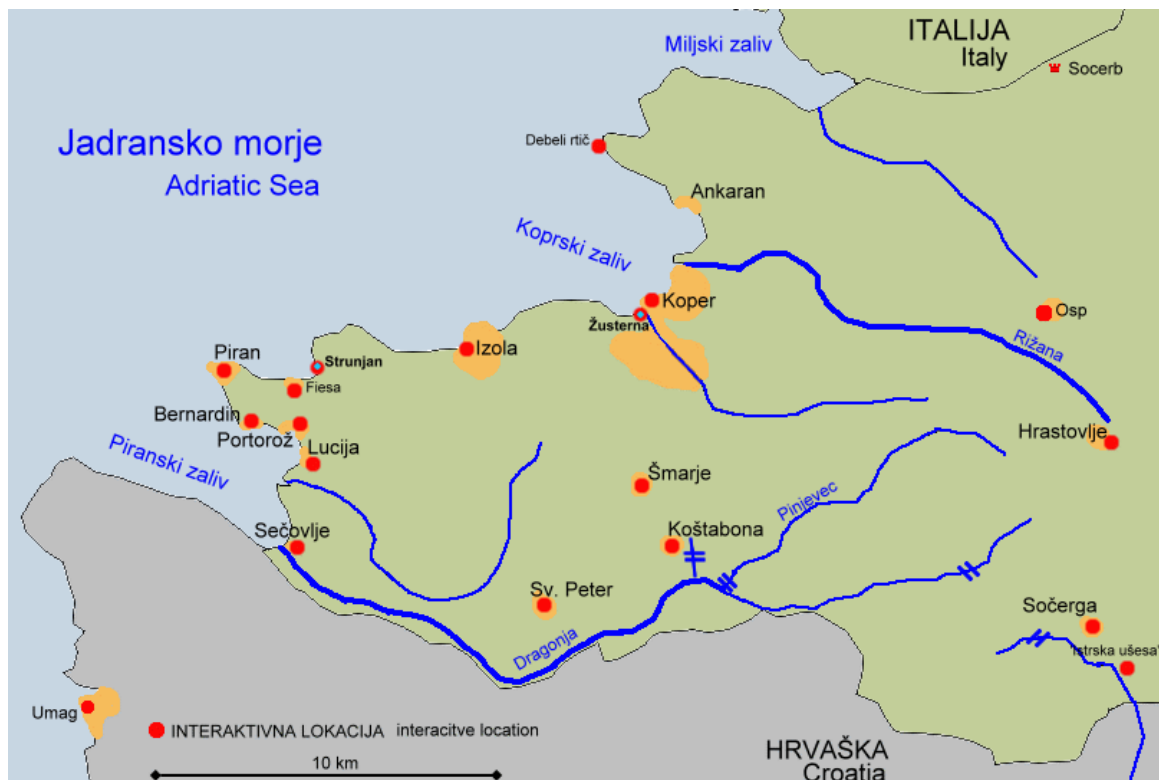 ITALIJA
Italy
Miljski zaliv
Socerb
Jadransko morje
Adriatic Sea
Debeli rtič
Ankaran
Koprski zaliv
Koper
Žusterna
Osp
Rižana
Izola
Piran
Strunjan
Fiesa
Bernardin
Portorož
Lucija
Hrastovlje
Piranski zaliv
Šmarje
Pinjevec
Sečovlje
Koštabona
Sv. Peter
Sočerga
Dragonja
'Istrska ušesa'
Umag
INTERAKTIVNA LOKACIJA interacitve location
10 km
HRVAŠKA
Croatia